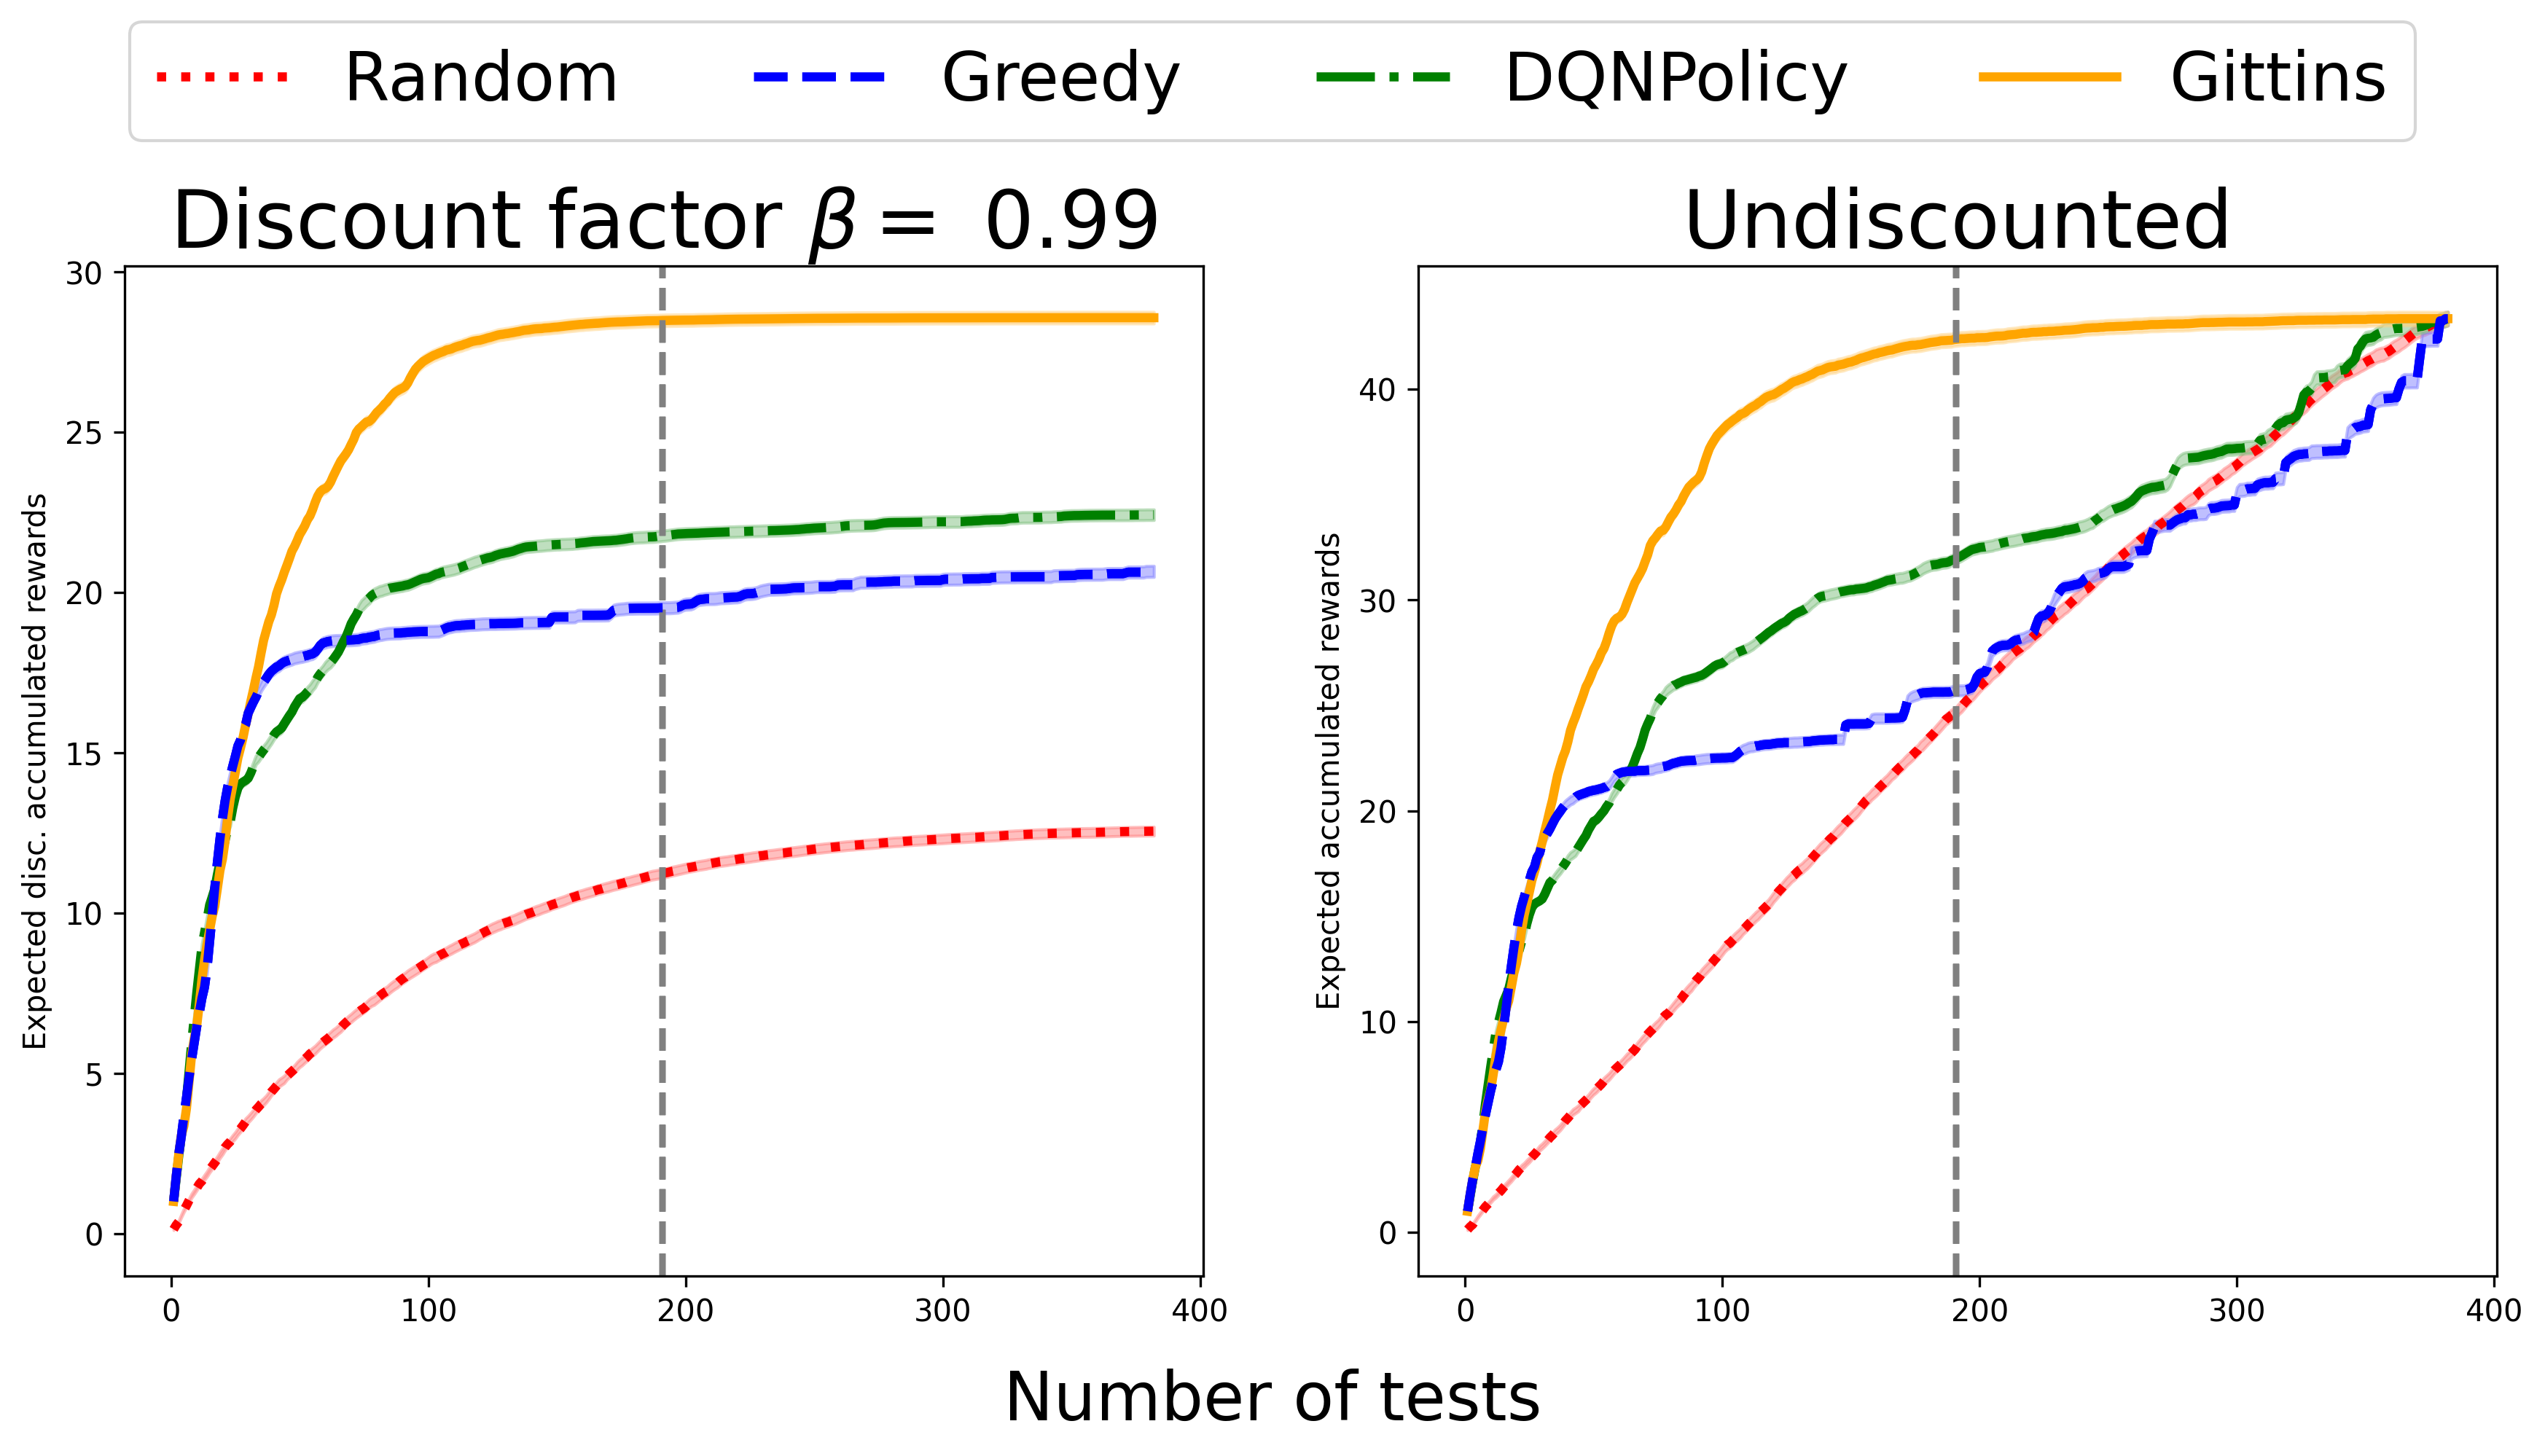 Random Greedy DQNPolicy Gittins
Discount factor β = 0.99
Expected disc. accumulated rewards
30
25
20
15
10
5
0
0 100 200 300 400
Undiscounted
Expected accumulated rewards
40
30
20
10
0
0 100 200 300 400
Number of tests